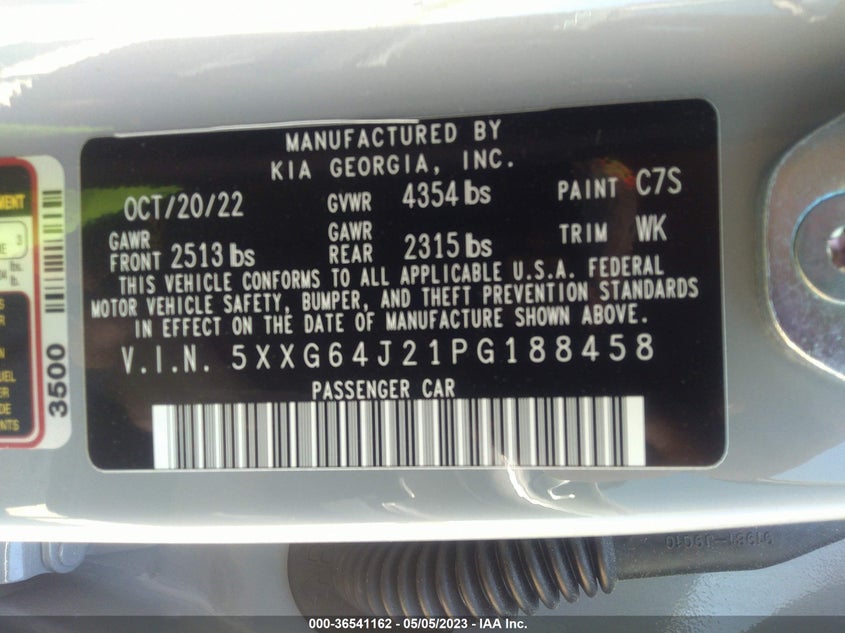 MANUFACTURED BY
KIA GEORGIA, INC.
OCT/20/22 GVWR 4354 lbs PAINT C7S
GAWR FRONT 2513 lbs GAWR REAR 2315 lbs TRIM WK
THIS VEHICLE CONFORMS TO ALL APPLICABLE U.S.A. FEDERAL
MOTOR VEHICLE SAFETY, BUMPER, AND THEFT PREVENTION STANDARDS
IN EFFECT ON THE DATE OF MANUFACTURE SHOWN ABOVE.
V.I.N. 5XXG64J21PG188458
PASSENGER CAR
3500
000-36541162 - 05/05/2023 - IAA Inc.